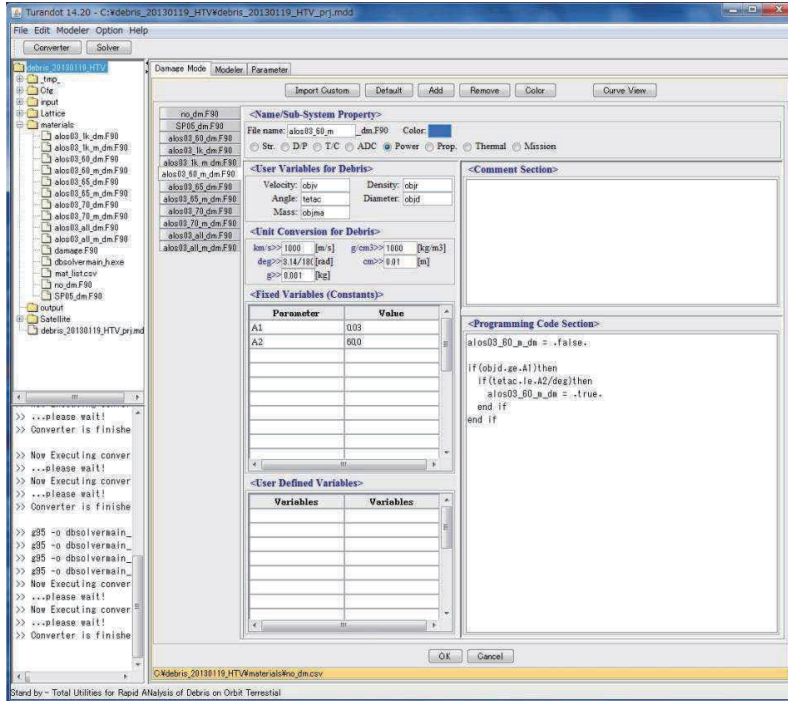 Turandot 14.20 - C:¥debris_20130119_HTV¥debris_20130119_HTV_prj.mdd
File Edit Modeler Option Help
Converter Solver
debris_20130119_HTV
_tmp_
Cfg
input
Lattice
materials
alos03_1k_dm.F90
alos03_1k_m_dm.F90
alos03_60_dm.F90
alos03_60_m_dm.F90
alos03_65_dm.F90
alos03_65_m_dm.F90
alos03_70_dm.F90
alos03_70_m_dm.F90
alos03_all_dm.F90
alos03_all_m_dm.F90
damage.F90
dbsolvermain_h.exe
mat_list.csv
no_dm.F90
SP05_dm.F90
output
Satellite
debris_20130119_HTV_prj.md
>> ...please wait!
>> Converter is finishe
>> Now Executing conver
>> ...please wait!
>> Now Executing conver
>> ...please wait!
>> Converter is finishe
>> g95 -o dbsolvermain_
>> g95 -o dbsolvermain_
>> g95 -o dbsolvermain_
>> g95 -o dbsolvermain_
>> Now Executing conver
>> ...please wait!
>> Now Executing conver
>> ...please wait!
>> Converter is finishe
Damage Mode Modeler Parameter
Import Custom Default Add Remove Color Curve View
no_dm.F90
SP05_dm.F90
alos03_60_dm.F90
alos03_1k_dm.F90
alos03_1k_m_dm.F90
alos03_60_m_dm.F90
alos03_65_dm.F90
alos03_65_m_dm.F90
alos03_70_dm.F90
alos03_70_m_dm.F90
alos03_all_dm.F90
alos03_all_m_dm.F90
<Name/Sub-System Property>
File name: alos03_60_m _dm.F90 Color:
Str. D/P T/C ADC Power Prop. Thermal Mission
<User Variables for Debris>
Velocity: objv Density: objr
Angle: tetac Diameter: objd
Mass: objma
<Unit Conversion for Debris>
km/s>> 1000 [m/s] g/cm3>> 1000 [kg/m3]
deg>> 3.14/180 [rad] cm>> 0.01 [m]
g>> 0.001 [kg]
<Fixed Variables (Constants)>
Parameter Value
A1 0.03
A2 60.0
<User Defined Variables>
Variables Variables
<Comment Section>
<Programming Code Section>
alos03_60_m_dm = .false.
if(objd.ge.A1)then
if(tetac.le.A2/deg)then
alos03_60_m_dm = .true.
end if
end if
OK Cancel
C:¥debris_20130119_HTV¥materials¥no_dm.csv
Stand by - Total Utilities for Rapid ANalysis of Debris on Orbit Terrestial